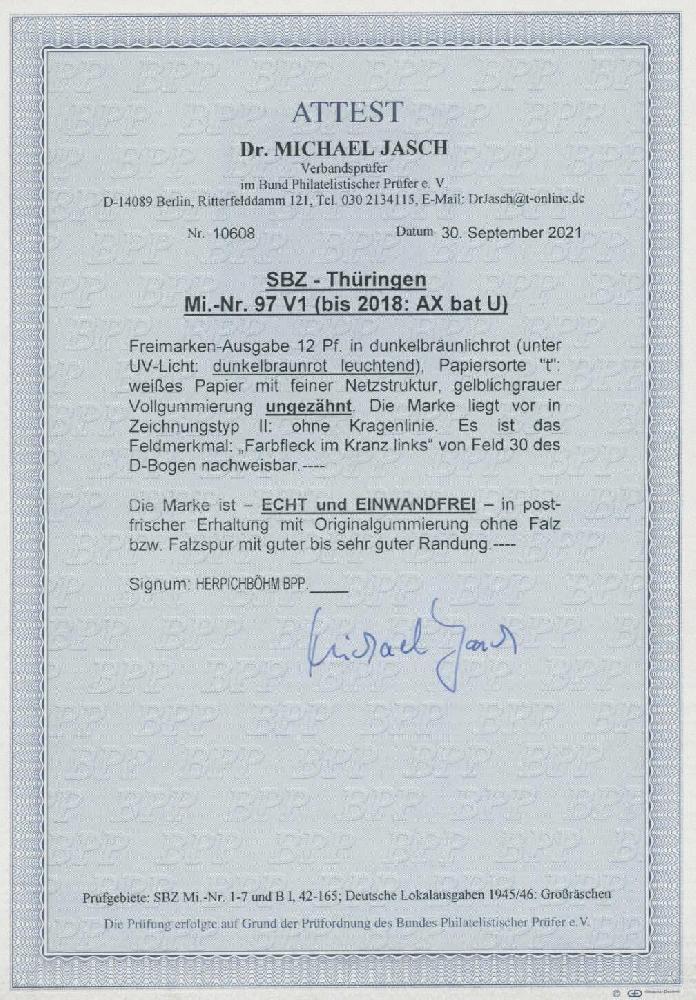 ATTEST
Dr. MICHAEL JASCH
Verbandsprüfer
im Bund Philatelistischer Prüfer e. V.
D-14089 Berlin, Ritterfelddamm 121, Tel. 030 2134115, E-Mail: DrJasch@t-online.de
Nr. 10608 Datum 30. September 2021
SBZ - Thüringen
Mi.-Nr. 97 V1 (bis 2018: AX bat U)
Freimarken-Ausgabe 12 Pf. in dunkelbräunlichrot (unter
UV-Licht: dunkelbraunrot leuchtend), Papiersorte "t":
weißes Papier mit feiner Netzstruktur, gelblichgrauer
Vollgummierung ungezähnt. Die Marke liegt vor in
Zeichnungstyp II: ohne Kragenlinie. Es ist das
Feldmerkmal: „Farbfleck im Kranz links“ von Feld 30 des
D-Bogen nachweisbar.----
Die Marke ist – ECHT und EINWANDFREI – in post-
frischer Erhaltung mit Originalgummierung ohne Falz
bzw. Falzspur mit guter bis sehr guter Randung.----
Signum: HERPICHBÖHM BPP.
Michael Jasch
Prüfgebiete: SBZ Mi.-Nr. 1-7 und B I, 42-165; Deutsche Lokalausgaben 1945/46: Großräschen
Die Prüfung erfolgte auf Grund der Prüfordnung des Bundes Philatelistischer Prüfer e. V.